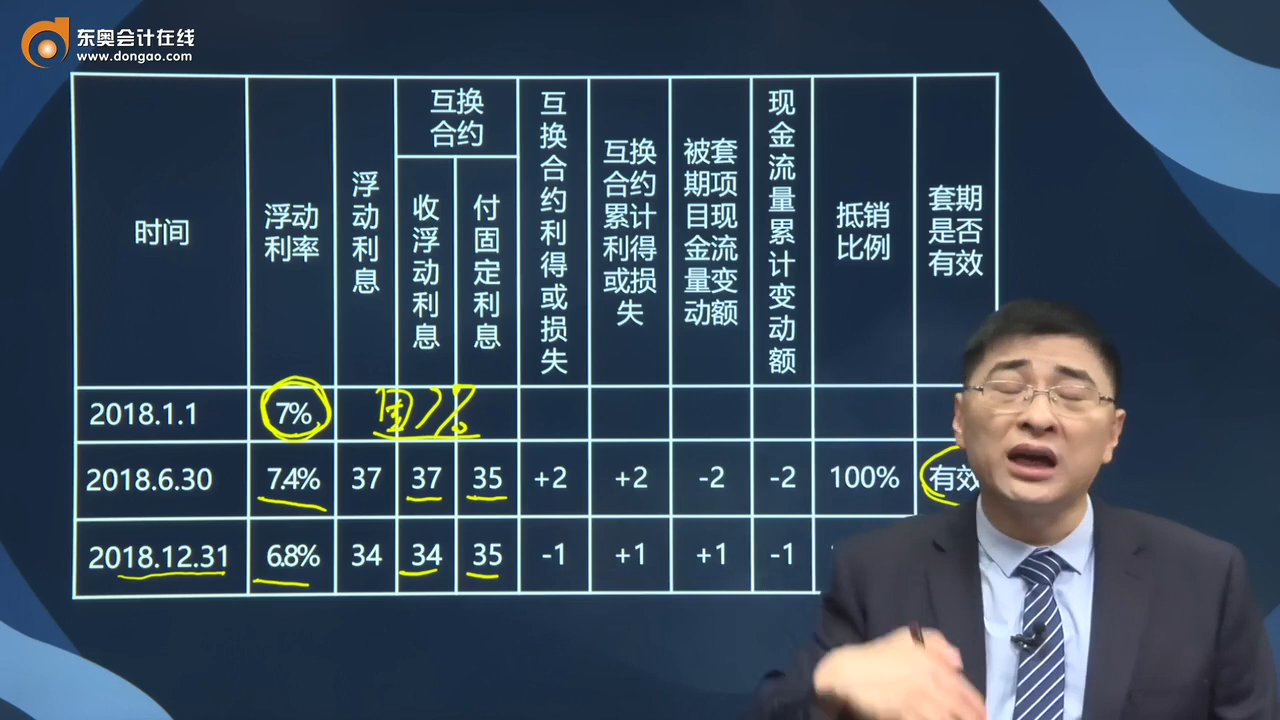 东奥会计在线
www.dongao.com
时间
浮动
利率
浮动利息
互换
合约
收浮动利息
付固定利息
互换合约利得或损失
互换
合约
累计
利得
或损
失
被套
期项
目现
金流
量变
动额
现金流量累计变动额
抵销
比例
套期
是否
有效
2018.1.1 7% 固7%
2018.6.30 7.4% 37 37 35 +2 +2 -2 -2 100% 有效
2018.12.31 6.8% 34 34 35 -1 +1 +1 -1